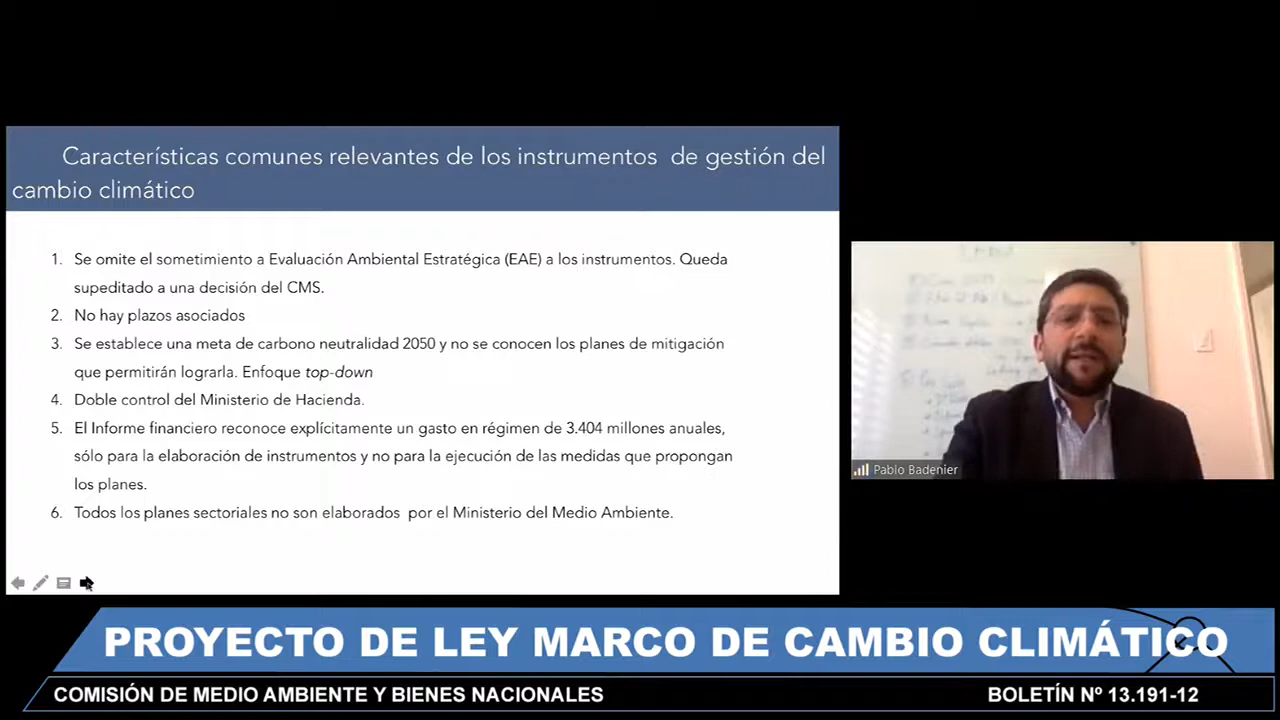 Características comunes relevantes de los instrumentos de gestión del
cambio climático
1. Se omite el sometimiento a Evaluación Ambiental Estratégica (EAE) a los instrumentos. Queda
supeditado a una decisión del CMS.
2. No hay plazos asociados
3. Se establece una meta de carbono neutralidad 2050 y no se conocen los planes de mitigación
que permitirán lograrla. Enfoque top-down
4. Doble control del Ministerio de Hacienda.
5. El Informe financiero reconoce explícitamente un gasto en régimen de 3.404 millones anuales,
sólo para la elaboración de instrumentos y no para la ejecución de las medidas que propongan
los planes.
6. Todos los planes sectoriales no son elaborados por el Ministerio del Medio Ambiente.
Pablo Badenier
PROYECTO DE LEY MARCO DE CAMBIO CLIMÁTICO
COMISIÓN DE MEDIO AMBIENTE Y BIENES NACIONALES
BOLETÍN Nº 13.191-12